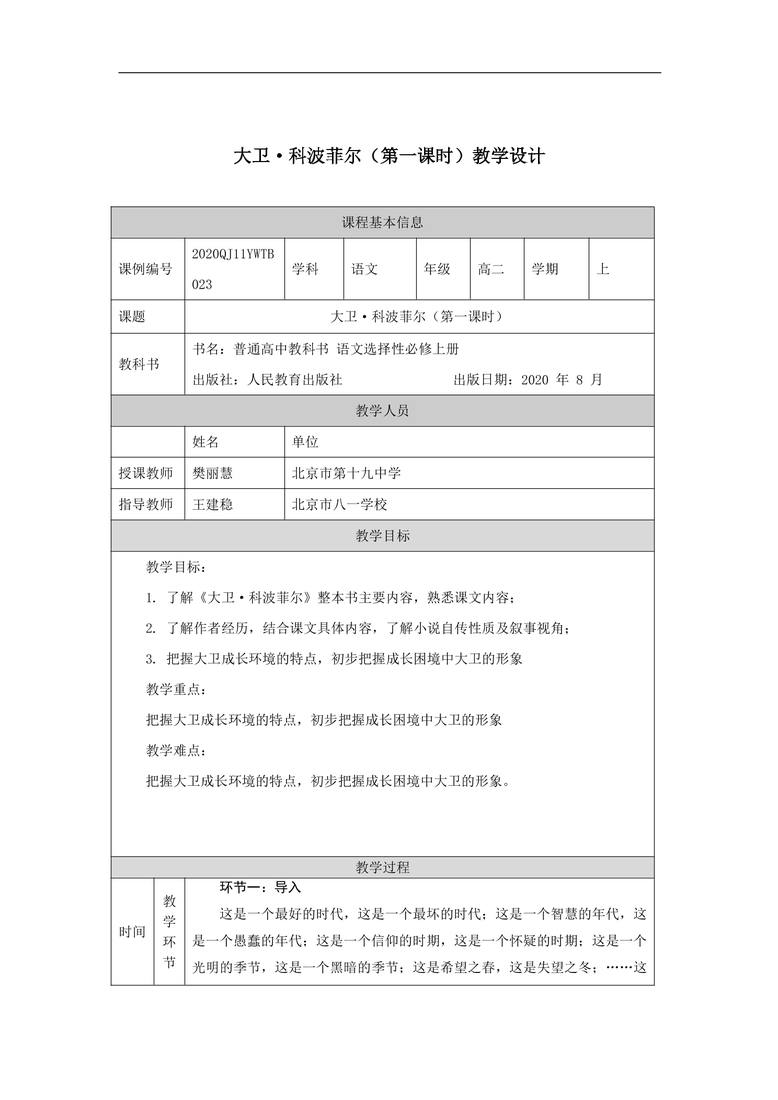 大卫·科波菲尔（第一课时）教学设计
课程基本信息
课例编号 2020QJ11YWTB023 学科 语文 年级 高二 学期 上
课题 大卫·科波菲尔（第一课时）
教科书 书名：普通高中教科书 语文选择性必修上册
出版社：人民教育出版社 出版日期：2020 年 8 月
教学人员
姓名 单位
授课教师 樊丽慧 北京市第十九中学
指导教师 王建稳 北京市八一学校
教学目标
教学目标：
1. 了解《大卫·科波菲尔》整本书主要内容，熟悉课文内容；
2. 了解作者经历，结合课文具体内容，了解小说自传性质及叙事视角；
3. 把握大卫成长环境的特点，初步把握成长困境中大卫的形象
教学重点：
把握大卫成长环境的特点，初步把握成长困境中大卫的形象
教学难点：
把握大卫成长环境的特点，初步把握成长困境中大卫的形象。
教学过程
时间 教学环节
环节一：导入
这是一个最好的时代，这是一个最坏的时代；这是一个智慧的年代，这
是一个愚蠢的年代；这是一个信仰的时期，这是一个怀疑的时期；这是一个
光明的季节，这是一个黑暗的季节；这是希望之春，这是失望之冬；……这